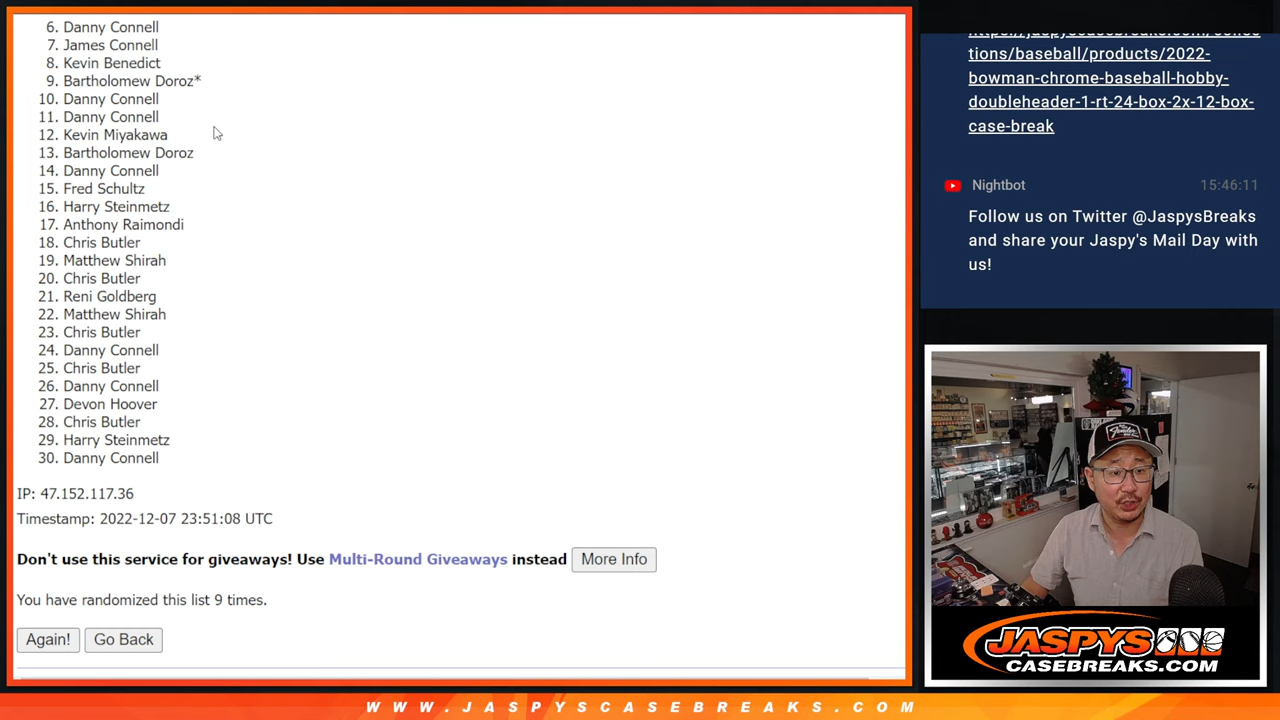 6. Danny Connell
7. James Connell
8. Kevin Benedict
9. Bartholomew Doroz*
10. Danny Connell
11. Danny Connell
12. Kevin Miyakawa
13. Bartholomew Doroz
14. Danny Connell
15. Fred Schultz
16. Harry Steinmetz
17. Anthony Raimondi
18. Chris Butler
19. Matthew Shirah
20. Chris Butler
21. Reni Goldberg
22. Matthew Shirah
23. Chris Butler
24. Danny Connell
25. Chris Butler
26. Danny Connell
27. Devon Hoover
28. Chris Butler
29. Harry Steinmetz
30. Danny Connell
IP: 47.152.117.36
Timestamp: 2022-12-07 23:51:08 UTC
Don't use this service for giveaways! Use Multi-Round Giveaways instead More Info
You have randomized this list 9 times.
Again! Go Back
https://jaspyscasebreaks.com/collec
tions/baseball/products/2022-
bowman-chrome-baseball-hobby-
doubleheader-1-rt-24-box-2x-12-box-
case-break
Nightbot 15:46:11
Follow us on Twitter @JaspysBreaks
and share your Jaspy's Mail Day with
us!
Fender
JASPYS
CASEBREAKS.COM
WWW.JASPYSCASEBREAKS.COM